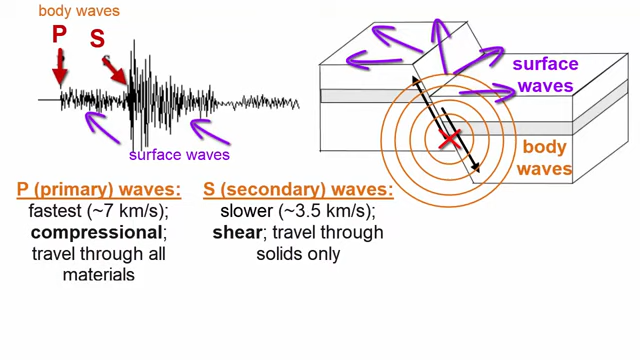 body waves
P S
surface waves
surface
waves
body
waves
P (primary) waves:
fastest (~7 km/s);
compressional;
travel through all
materials
S (secondary) waves:
slower (~3.5 km/s);
shear; travel through
solids only